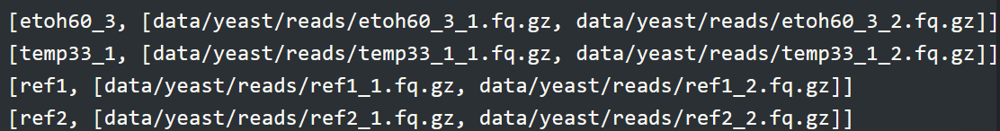 [etoh60_3, [data/yeast/reads/etoh60_3_1.fq.gz, data/yeast/reads/etoh60_3_2.fq.gz]]
[temp33_1, [data/yeast/reads/temp33_1_1.fq.gz, data/yeast/reads/temp33_1_2.fq.gz]]
[ref1, [data/yeast/reads/ref1_1.fq.gz, data/yeast/reads/ref1_2.fq.gz]]
[ref2, [data/yeast/reads/ref2_1.fq.gz, data/yeast/reads/ref2_2.fq.gz]]